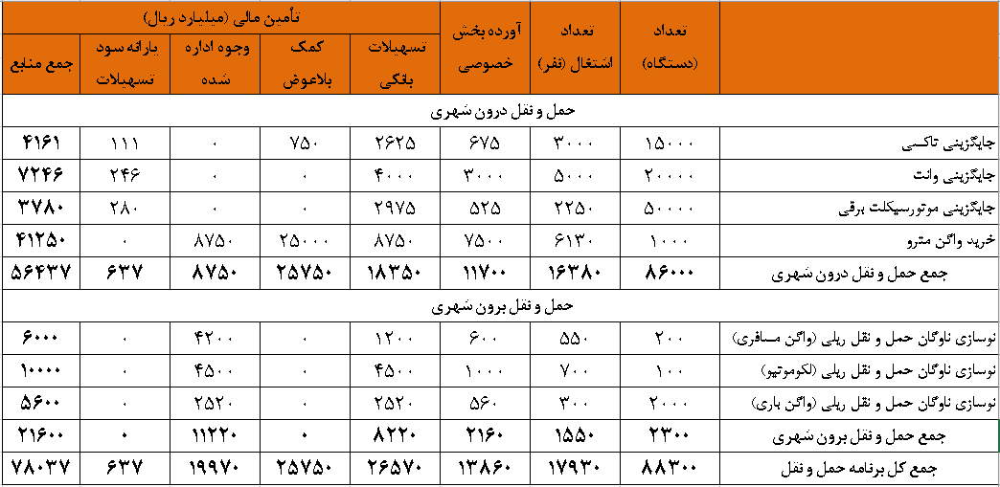 تعداد (دستگاه) تعداد اشتغال (نفر) آورده بخش خصوصی تأمین مالی (میلیارد ریال)
تسهیلات بانکی کمک بلاعوض وجوه اداره شده یارانه سود تسهیلات جمع منابع
حمل و نقل درون شهری
جایگزینی تاکسی ۱۵۰۰۰ ۳۰۰۰ ۶۷۵ ۲۶۲۵ ۷۵۰ ۰ ۱۱۱ ۴۱۶۱
جایگزینی وانت ۲۰۰۰۰ ۵۰۰۰ ۳۰۰۰ ۴۰۰۰ ۰ ۰ ۲۴۶ ۷۲۴۶
جایگزینی موتورسیکلت برقی ۵۰۰۰۰ ۲۲۵۰ ۵۲۵ ۲۹۷۵ ۰ ۰ ۲۸۰ ۳۷۸۰
خرید واگن مترو ۱۰۰۰ ۶۱۳۰ ۷۵۰۰ ۸۷۵۰ ۲۵۰۰۰ ۸۷۵۰ ۰ ۴۱۲۵۰
جمع حمل و نقل درون شهری ۸۶۰۰۰ ۱۶۳۸۰ ۱۱۷۰۰ ۱۸۳۵۰ ۲۵۷۵۰ ۸۷۵۰ ۶۳۷ ۵۶۴۳۷
حمل و نقل برون شهری
نوسازی ناوگان حمل و نقل ریلی (واگن مسافری) ۲۰۰ ۵۵۰ ۶۰۰ ۱۲۰۰ ۰ ۴۲۰۰ ۰ ۶۰۰۰
نوسازی ناوگان حمل و نقل ریلی (لکوموتیو) ۱۰۰ ۷۰۰ ۱۰۰۰ ۴۵۰۰ ۰ ۴۵۰۰ ۰ ۱۰۰۰۰
نوسازی ناوگان حمل و نقل ریلی (واگن باری) ۲۰۰۰ ۳۰۰ ۵۶۰ ۲۵۲۰ ۰ ۲۵۲۰ ۰ ۵۶۰۰
جمع حمل و نقل برون شهری ۲۳۰۰ ۱۵۵۰ ۲۱۶۰ ۸۲۲۰ ۰ ۱۱۲۲۰ ۰ ۲۱۶۰۰
جمع کل برنامه حمل و نقل ۸۸۳۰۰ ۱۷۹۳۰ ۱۳۸۶۰ ۲۶۵۷۰ ۲۵۷۵۰ ۱۹۹۷۰ ۶۳۷ ۷۸۰۳۷